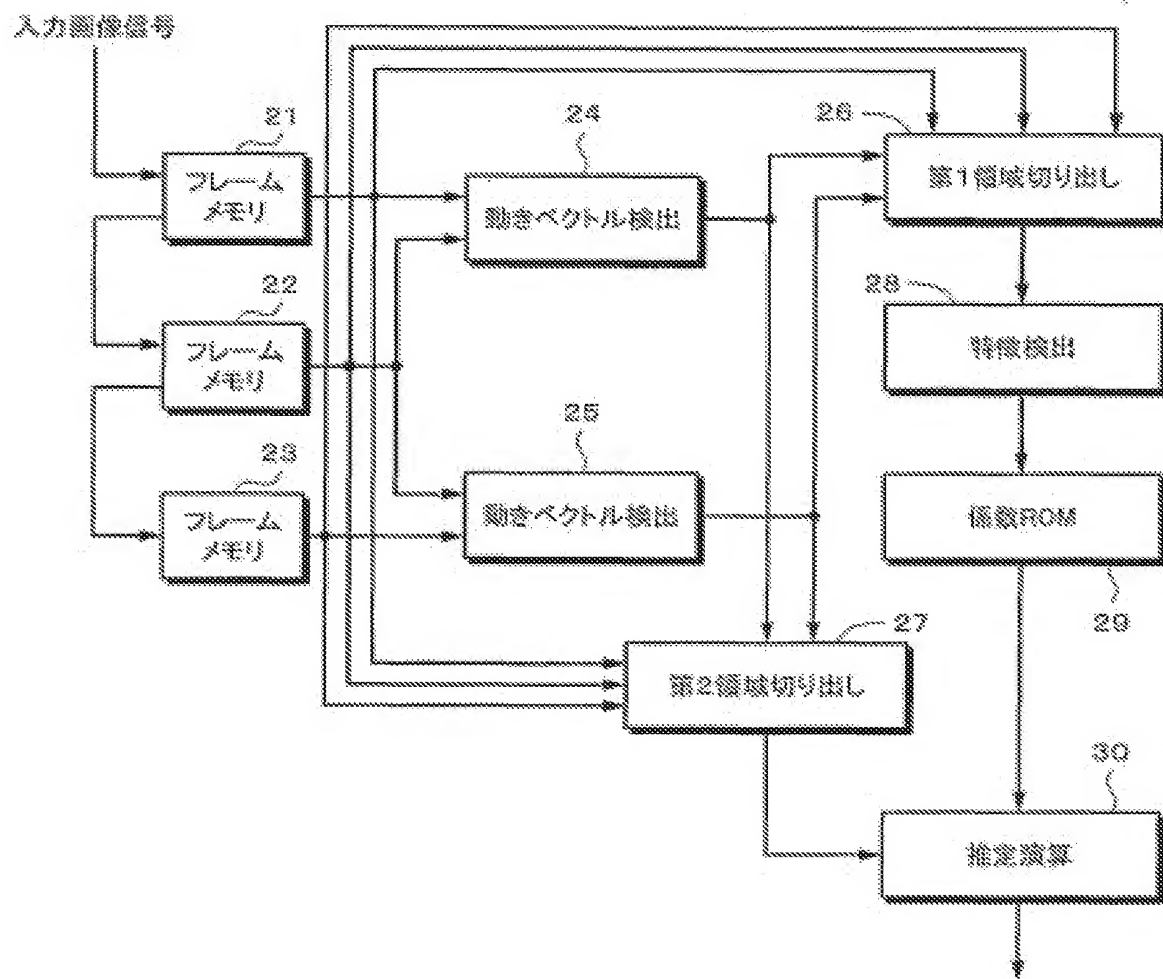 入力画像信号
21
フレーム
メモリ
24
動きベクトル検出
26
第1領域切り出し
22
フレーム
メモリ
28
特徴検出
23
フレーム
メモリ
25
動きベクトル検出
係数ROM
29
27
第2領域切り出し
30
推定演算